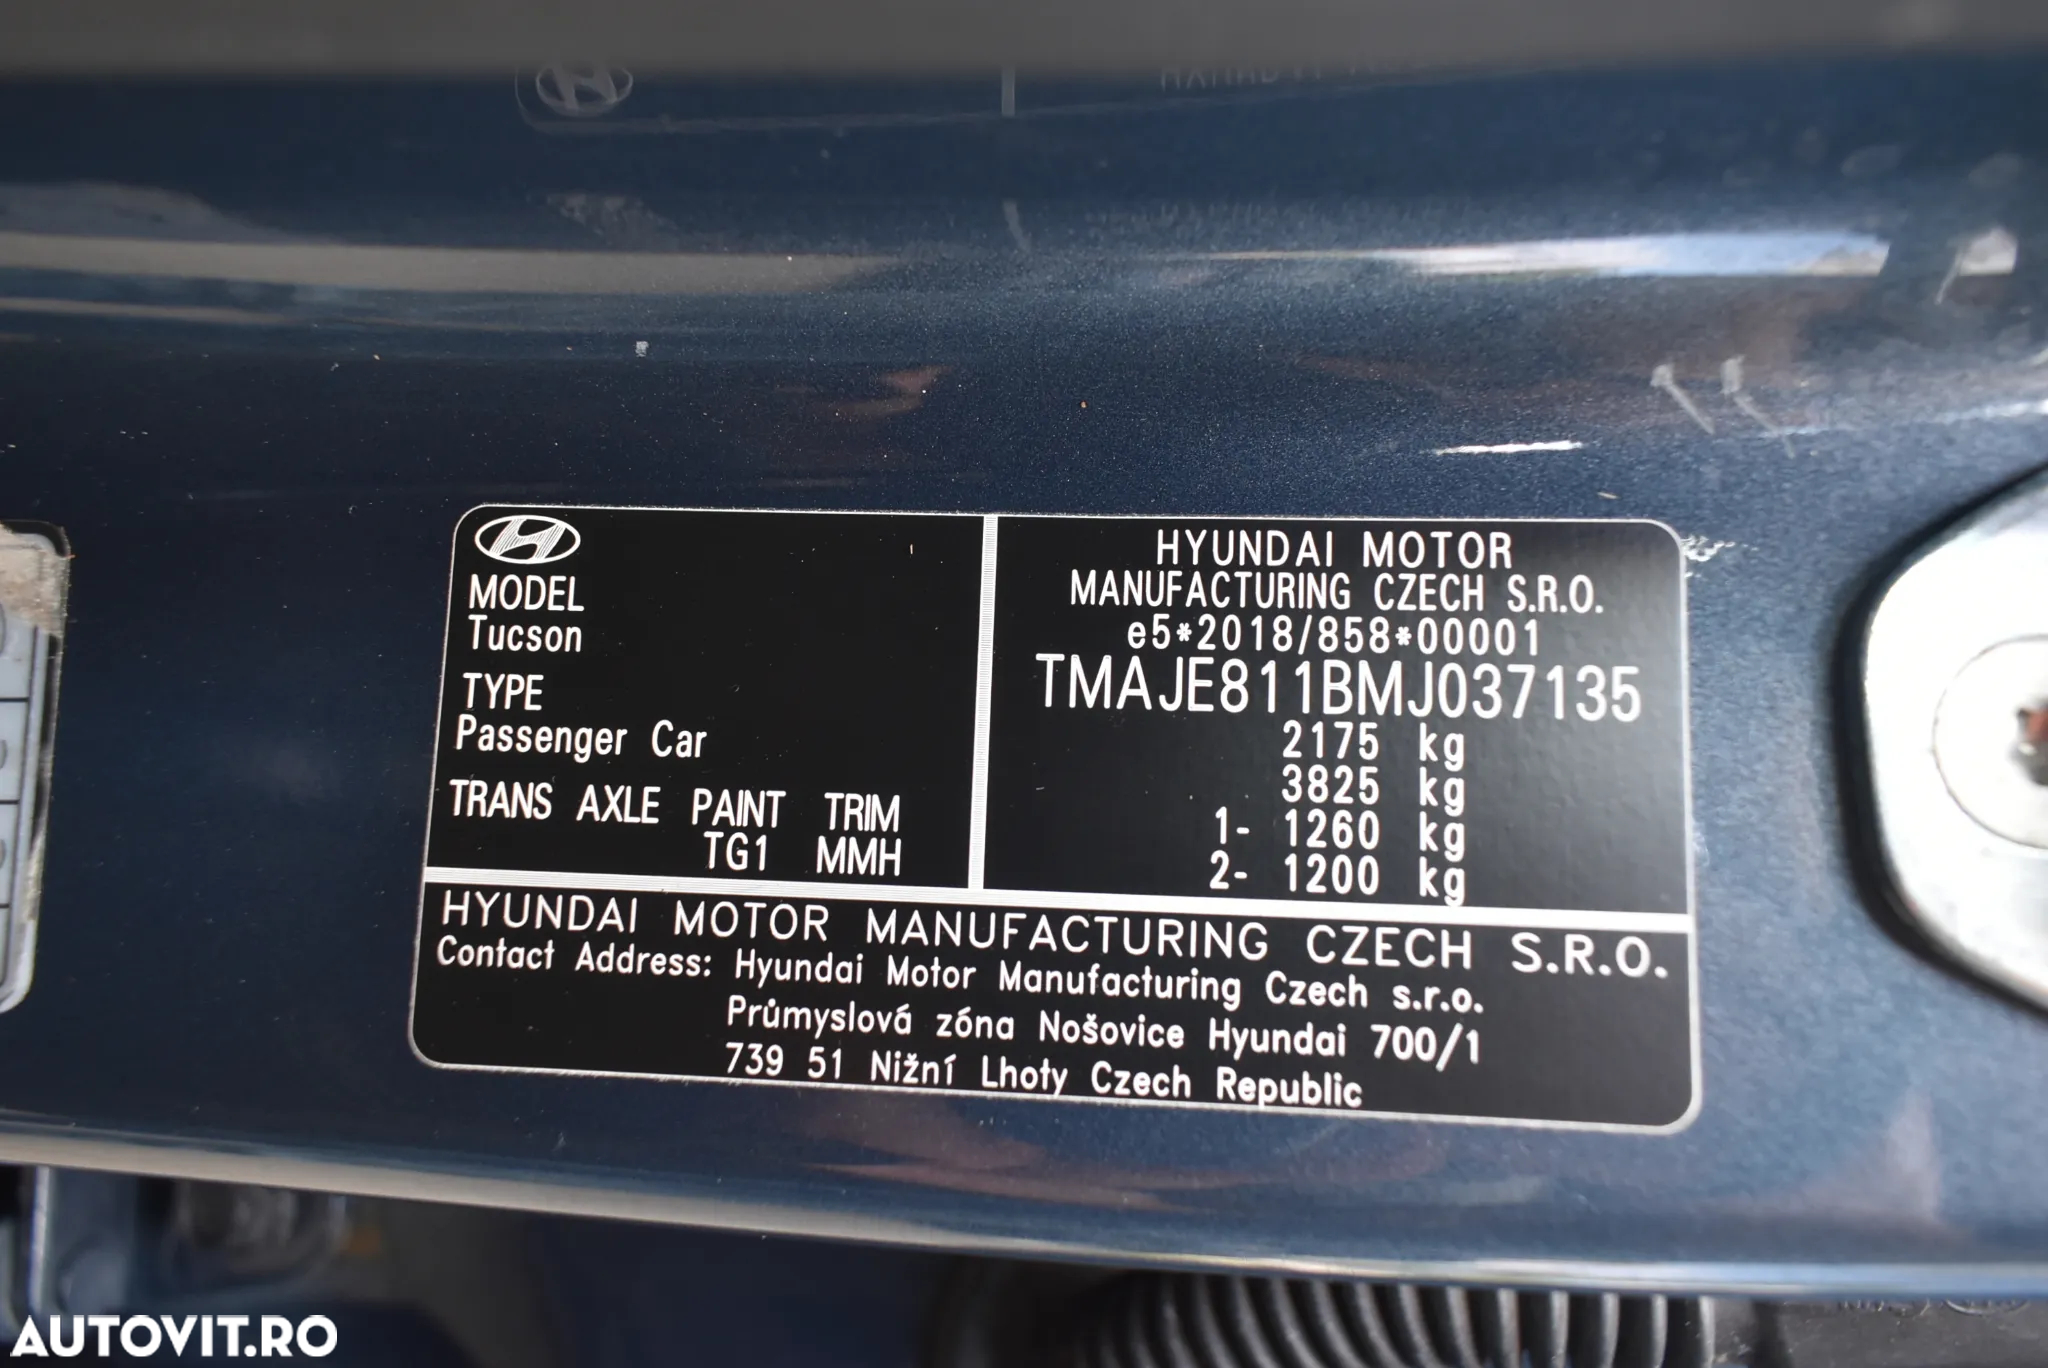 MODEL
Tucson
TYPE
Passenger Car
TRANS AXLE PAINT TRIM
TG1 MMH
HYUNDAI MOTOR
MANUFACTURING CZECH S.R.O.
e5*2018/858*00001
TMAJE811BMJ037135
2175 kg
3825 kg
1- 1260 kg
2- 1200 kg
HYUNDAI MOTOR MANUFACTURING CZECH S.R.O.
Contact Address: Hyundai Motor Manufacturing Czech s.r.o.
Průmyslová zóna Nošovice Hyundai 700/1
739 51 Nižní Lhoty Czech Republic
AUTOVIT.RO